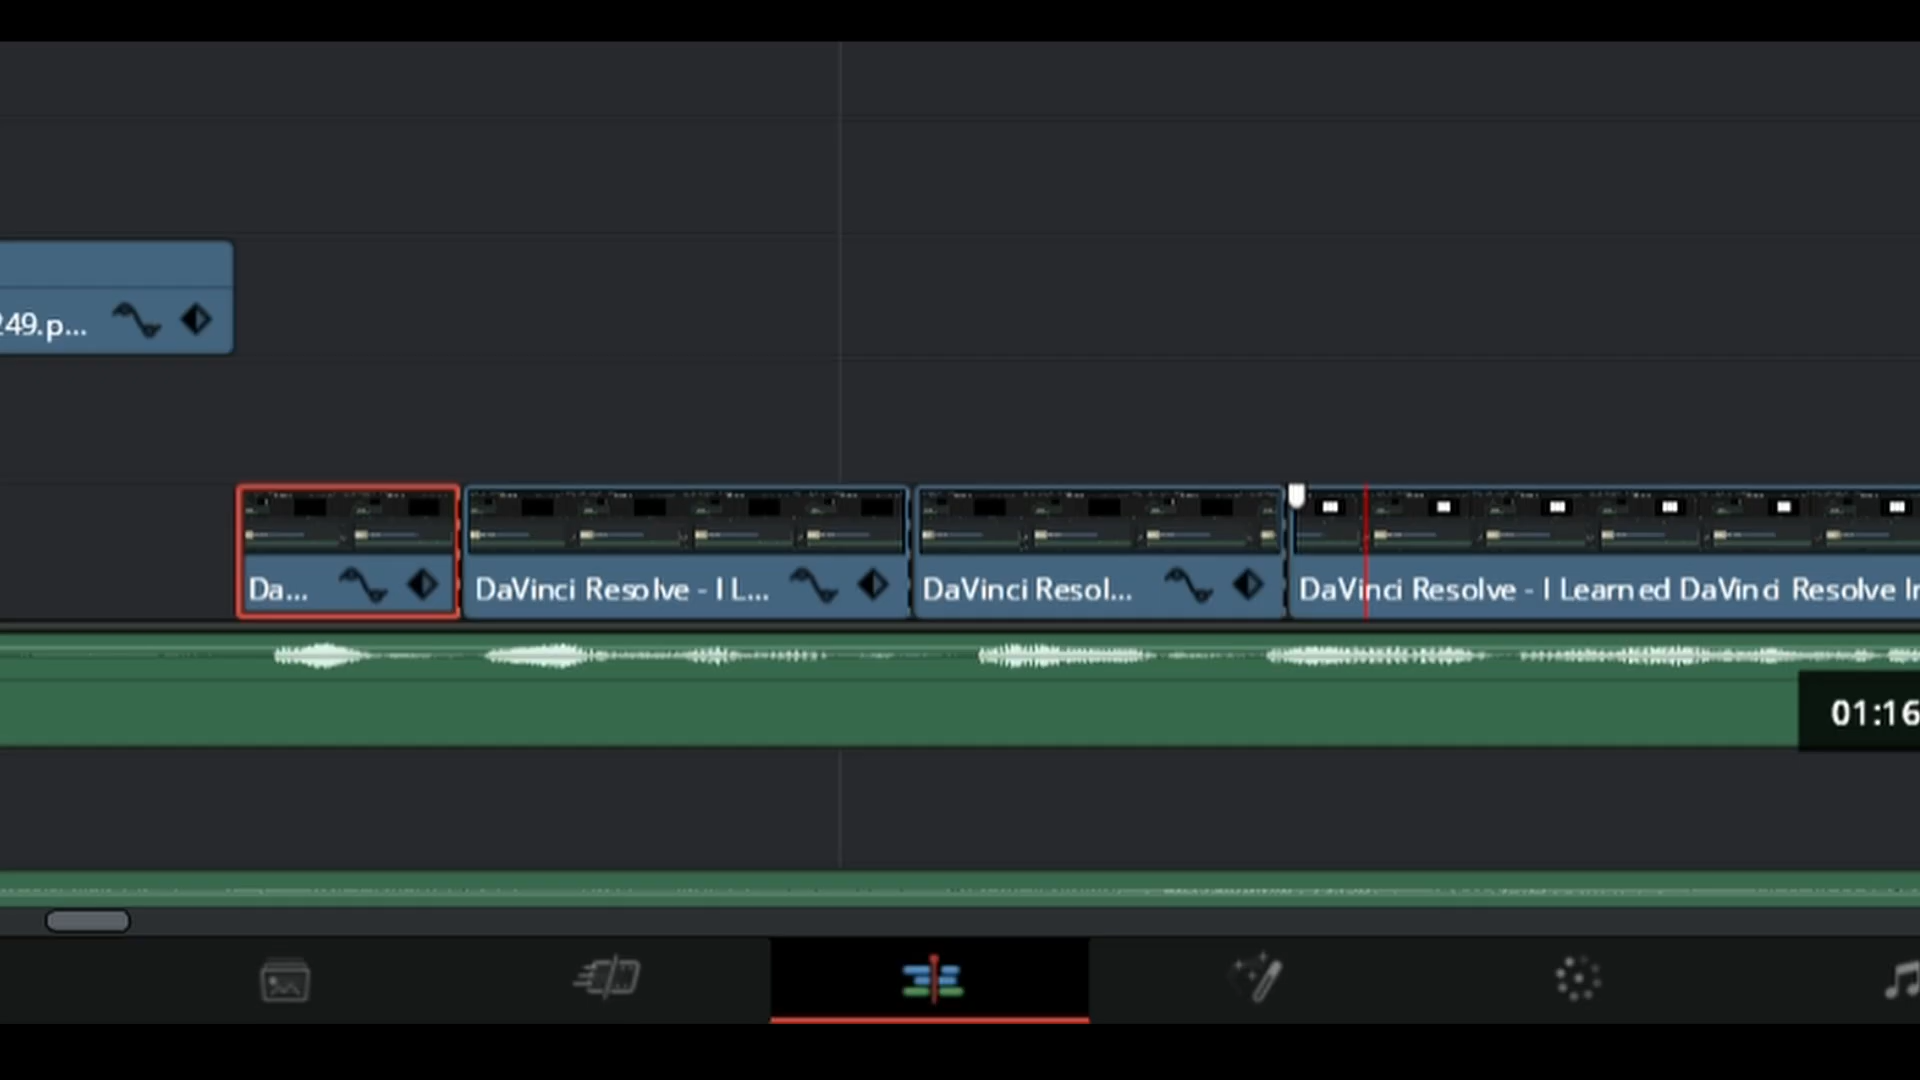 249.p...
Da...
DaVinci Resolve - I L...
DaVinci Resol...
DaVinci Resolve - I Learned DaVinci Resolve In
01:16